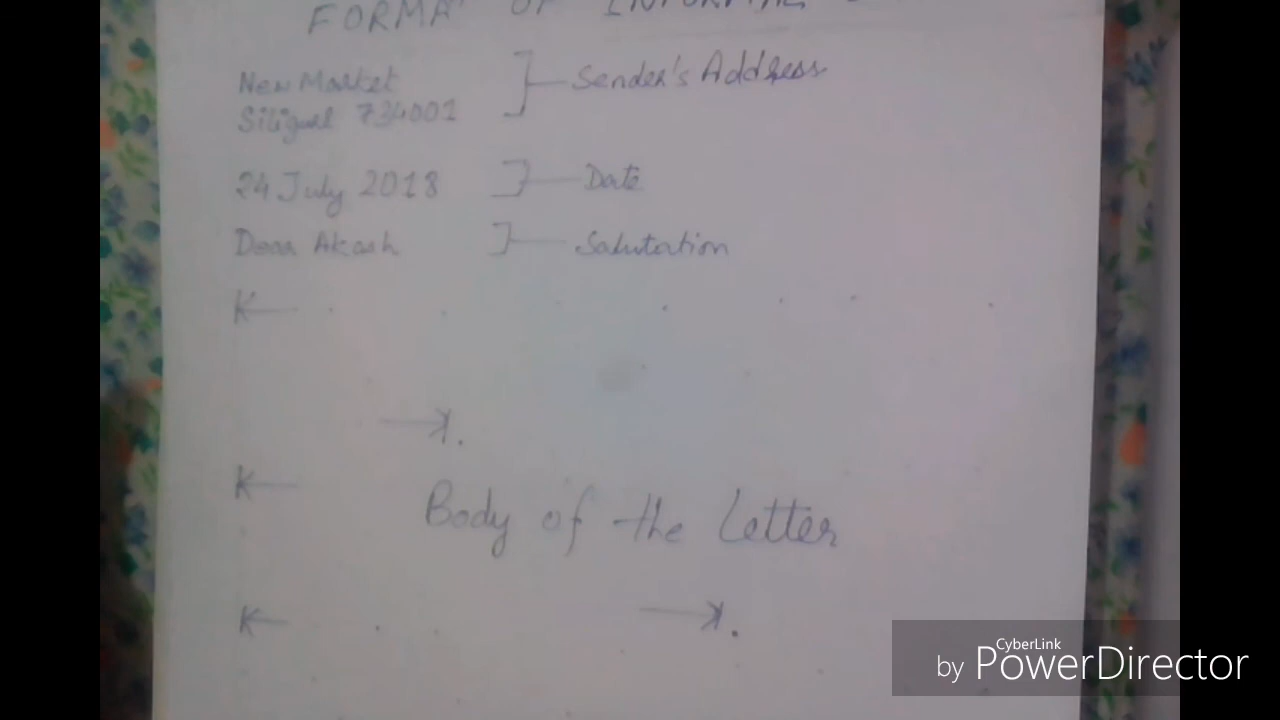 FORMAT OF INFORMAL
New Market ] Sender's Address
Siliguri 734001
24 July 2018 ] Date
Dear Akash ] Salutation
Body of the Letter
CyberLink
by PowerDirector